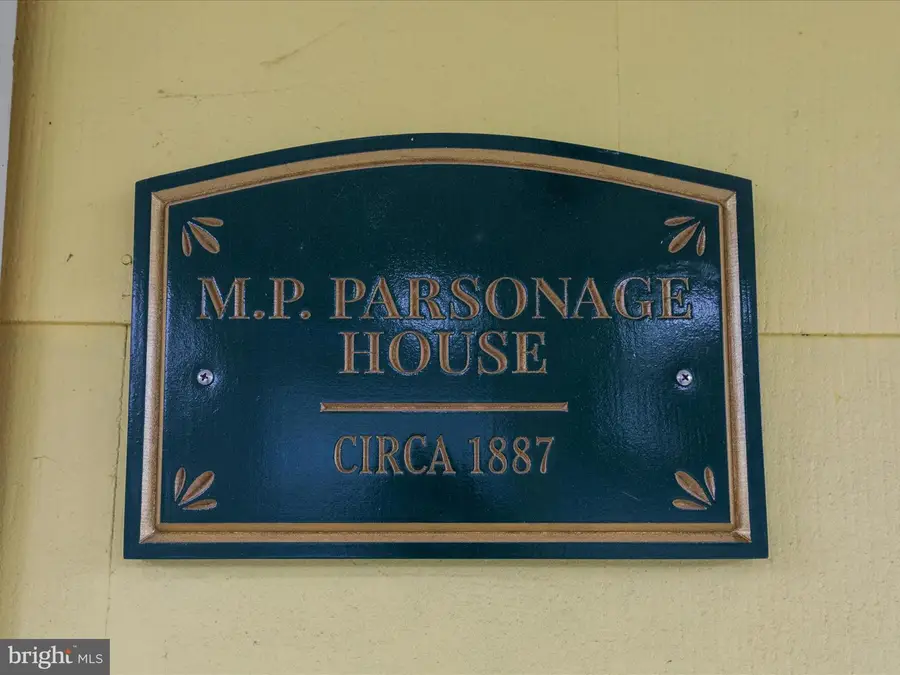 M.P. PARSONAGE
HOUSE
CIRCA 1887
bright MLS